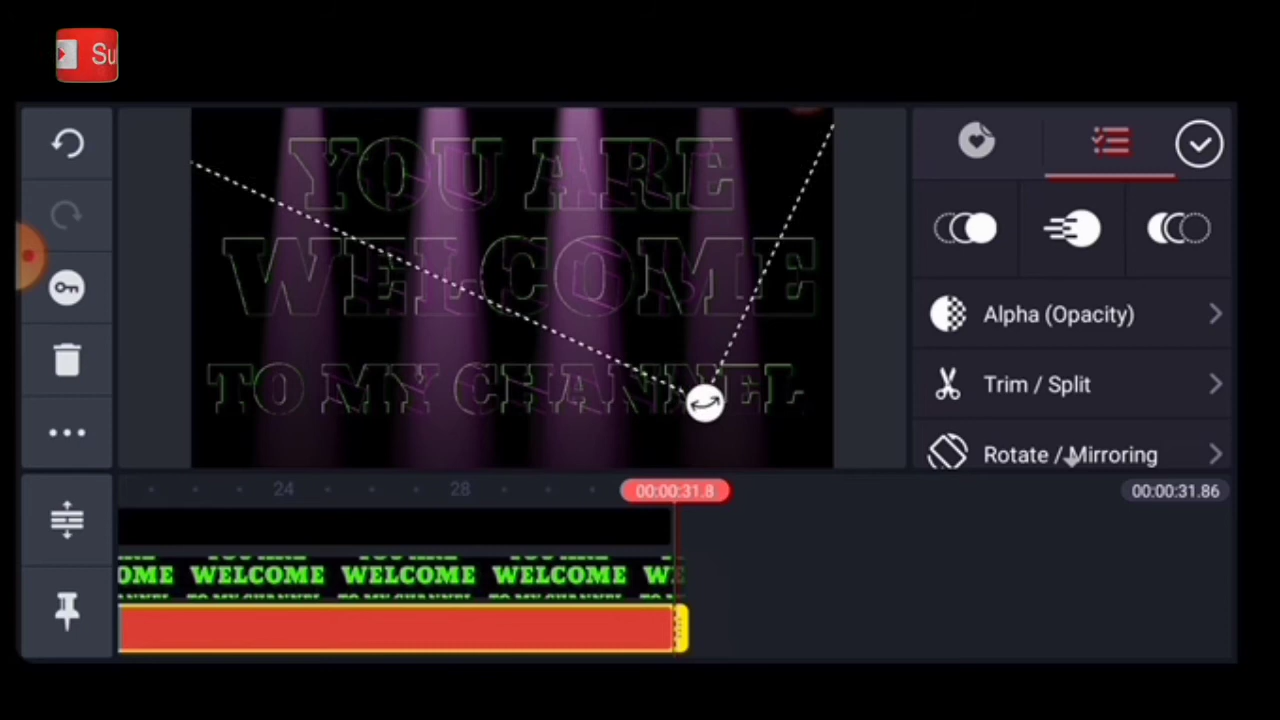 Su
YOU ARE
WELCOME
TO MY CHANNEL
Alpha (Opacity)
Trim / Split
Rotate / Mirroring
24
28
00:00:31.8
00:00:31.86
OME WELCOME WELCOME WELCOME WE